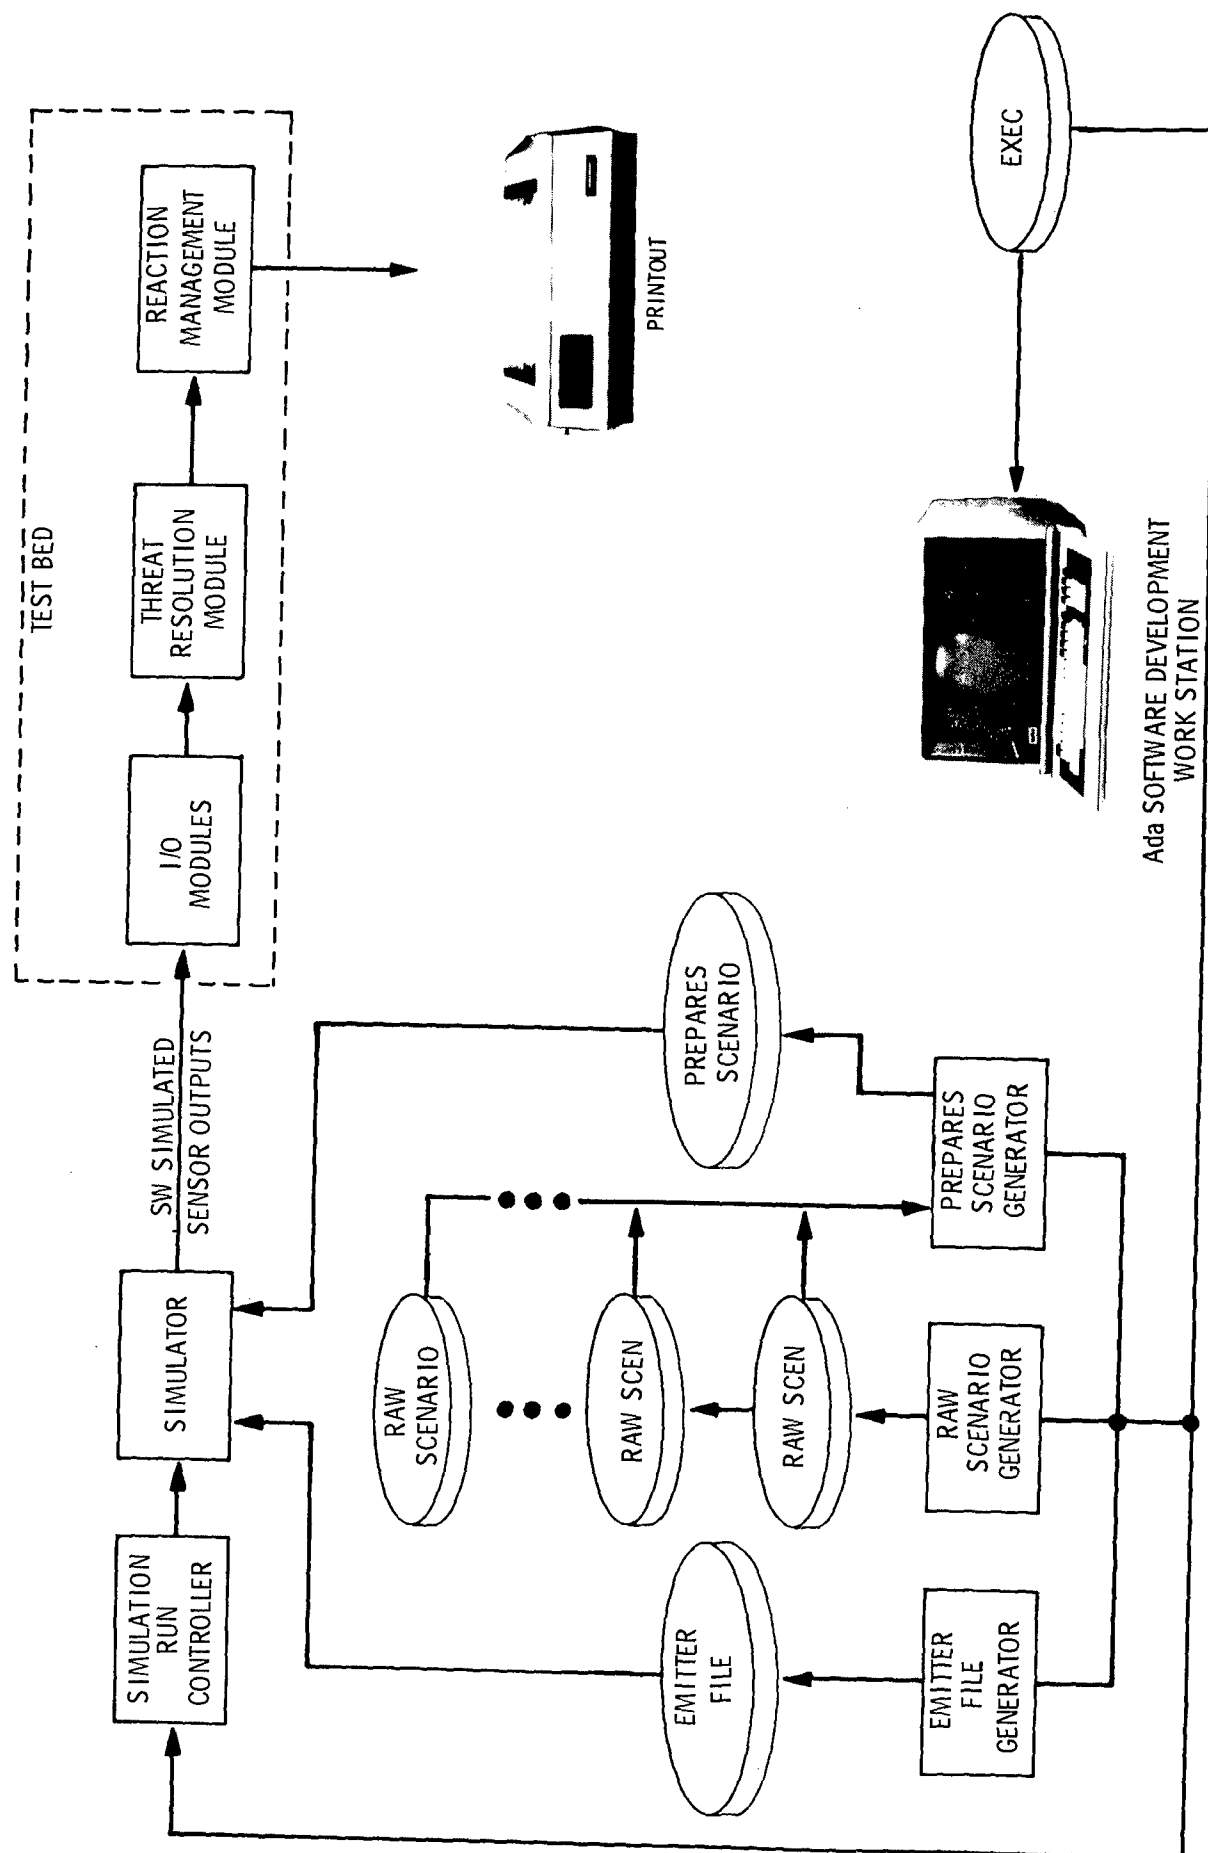 TEST BED
SIMULATION
RUN
CONTROLLER
SIMULATOR
SW SIMULATED
SENSOR OUTPUTS
I/O
MODULES
THREAT
RESOLUTION
MODULE
REACTION
MANAGEMENT
MODULE
RAW
SCENARIO
RAW SCEN
RAW SCEN
PRINTOUT
EMITTER
FILE
PREPARES
SCENARIO
EMITTER
FILE
GENERATOR
RAW
SCENARIO
GENERATOR
PREPARES
SCENARIO
GENERATOR
EXEC
Ada SOFTWARE DEVELOPMENT
WORK STATION